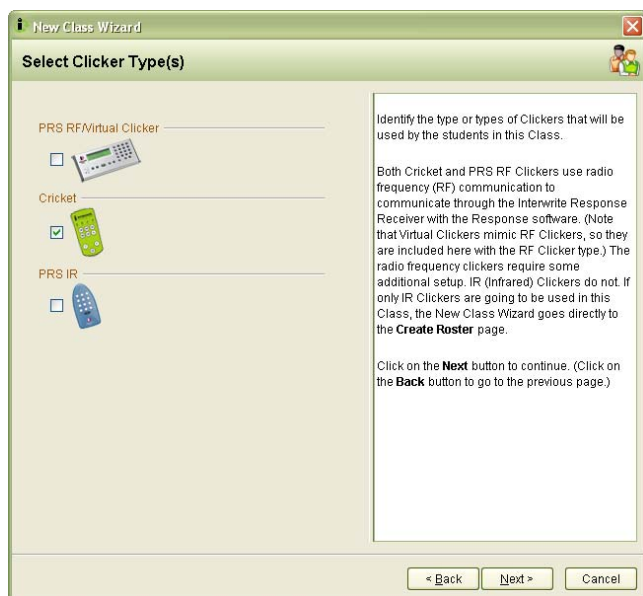 New Class Wizard
Select Clicker Type(s)
PRS RF/Virtual Clicker
Cricket
PRS IR
Identify the type or types of Clickers that will be
used by the students in this Class.
Both Cricket and PRS RF Clickers use radio
frequency (RF) communication to
communicate through the Interwrite Response
Receiver with the Response software. (Note
that Virtual Clickers mimic RF Clickers, so they
are included here with the RF Clicker type.) The
radio frequency clickers require some
additional setup. IR (Infrared) Clickers do not. If
only IR Clickers are going to be used in this
Class, the New Class Wizard goes directly to
the Create Roster page.
Click on the Next button to continue. (Click on
the Back button to go to the previous page.)
< Back
Next >
Cancel